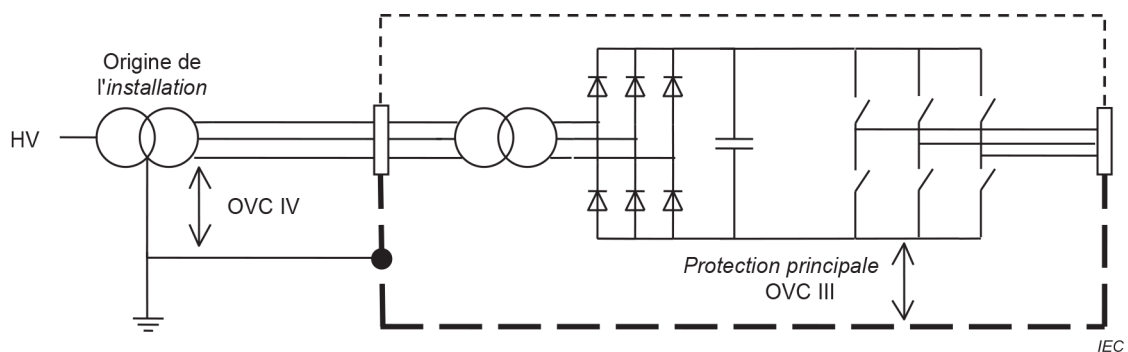 Origine de
l'installation
HV
OVC IV
Protection principale
OVC III
IEC